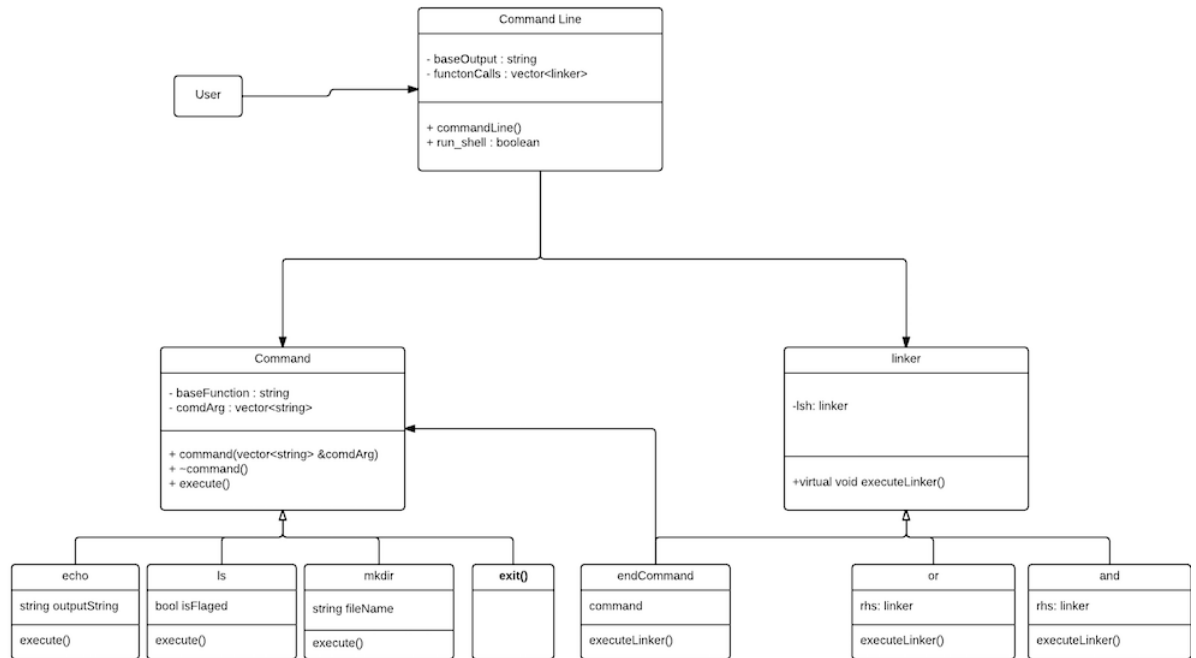 Command Line
- baseOutput : string
- functonCalls : vector<linker>
User
+ commandLine()
+ run_shell : boolean
Command
- baseFunction : string
- comdArg : vector<string>
+ command(vector<string> &comdArg)
+ ~command()
+ execute()
linker
-lsh: linker
+virtual void executeLinker()
echo
string outputString
execute()
ls
bool isFlaged
execute()
mkdir
string fileName
execute()
exit()
endCommand
command
executeLinker()
or
rhs: linker
executeLinker()
and
rhs: linker
executeLinker()